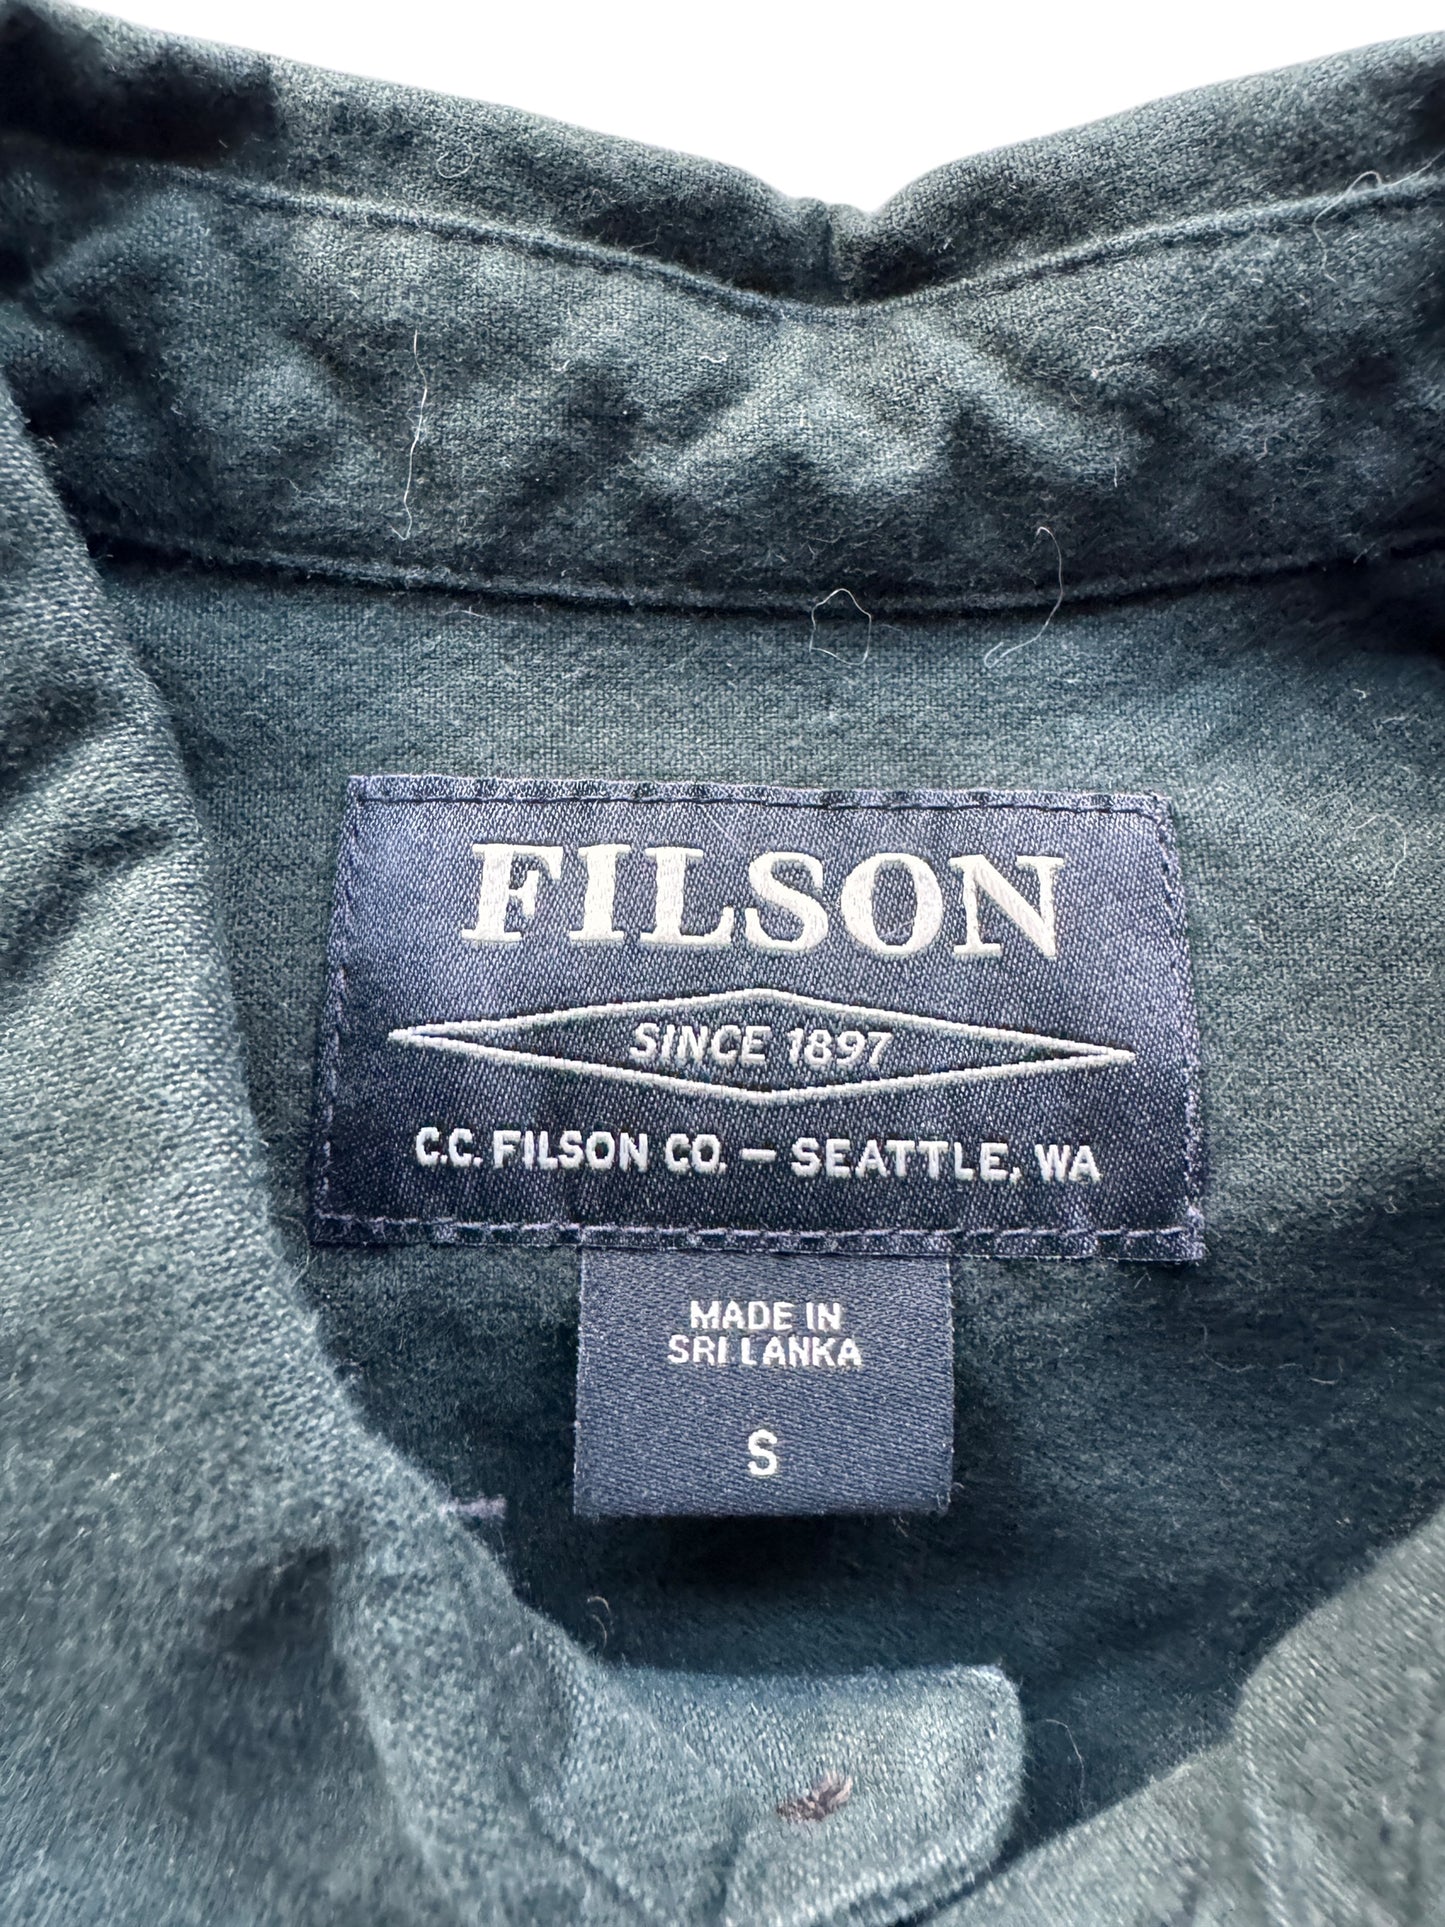 FILSON
SINCE 1897
C.C. FILSON CO. – SEATTLE, WA
MADE IN
SRI LANKA
S